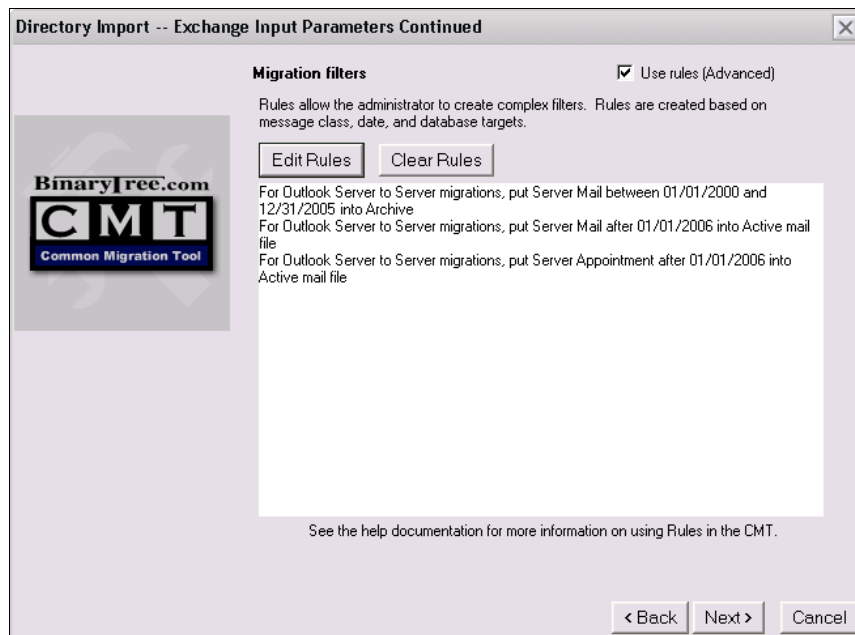 Directory Import -- Exchange Input Parameters Continued
Migration filters
Use rules (Advanced)
Rules allow the administrator to create complex filters. Rules are created based on
message class, date, and database targets.
Edit Rules
Clear Rules
BinaryTree.com
CMT
Common Migration Tool
For Outlook Server to Server migrations, put Server Mail between 01/01/2000 and
12/31/2005 into Archive
For Outlook Server to Server migrations, put Server Mail after 01/01/2006 into Active mail
file
For Outlook Server to Server migrations, put Server Appointment after 01/01/2006 into
Active mail file
See the help documentation for more information on using Rules in the CMT.
< Back
Next >
Cancel